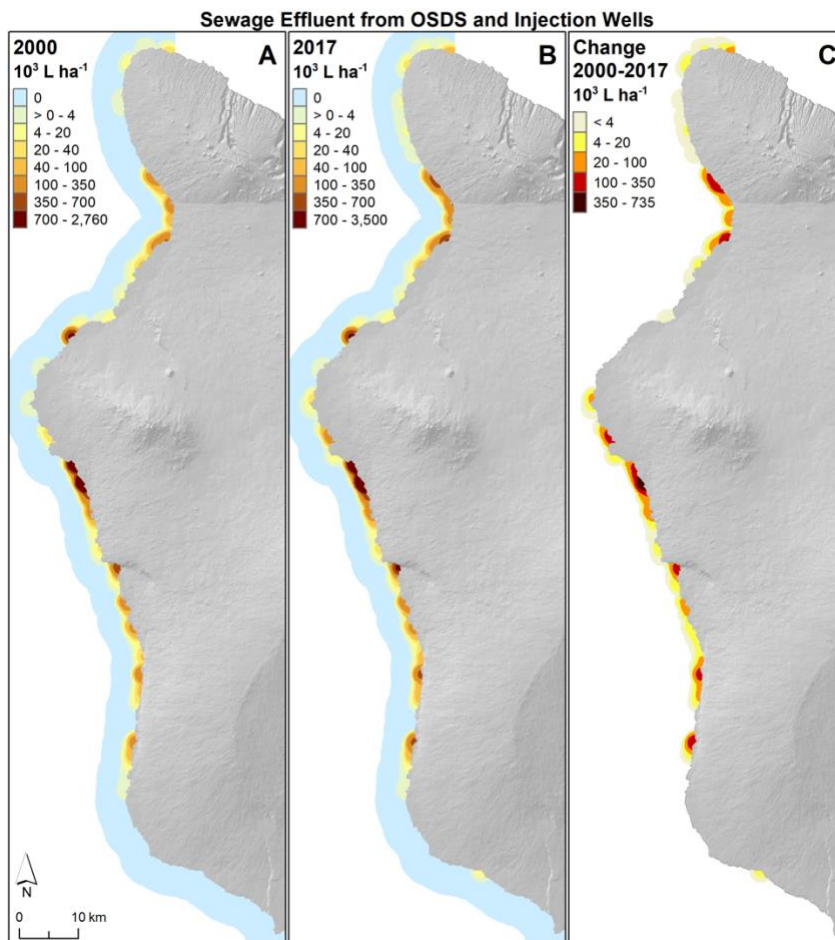 Sewage Effluent from OSDS and Injection Wells
2000
A
10³ L ha⁻¹
0
> 0 - 4
4 - 20
20 - 40
40 - 100
100 - 350
350 - 700
700 - 2,760
N
0 10 km
2017
B
10³ L ha⁻¹
0
> 0 - 4
4 - 20
20 - 40
40 - 100
100 - 350
350 - 700
700 - 3,500
Change
C
2000-2017
10³ L ha⁻¹
< 4
4 - 20
20 - 100
100 - 350
350 - 735